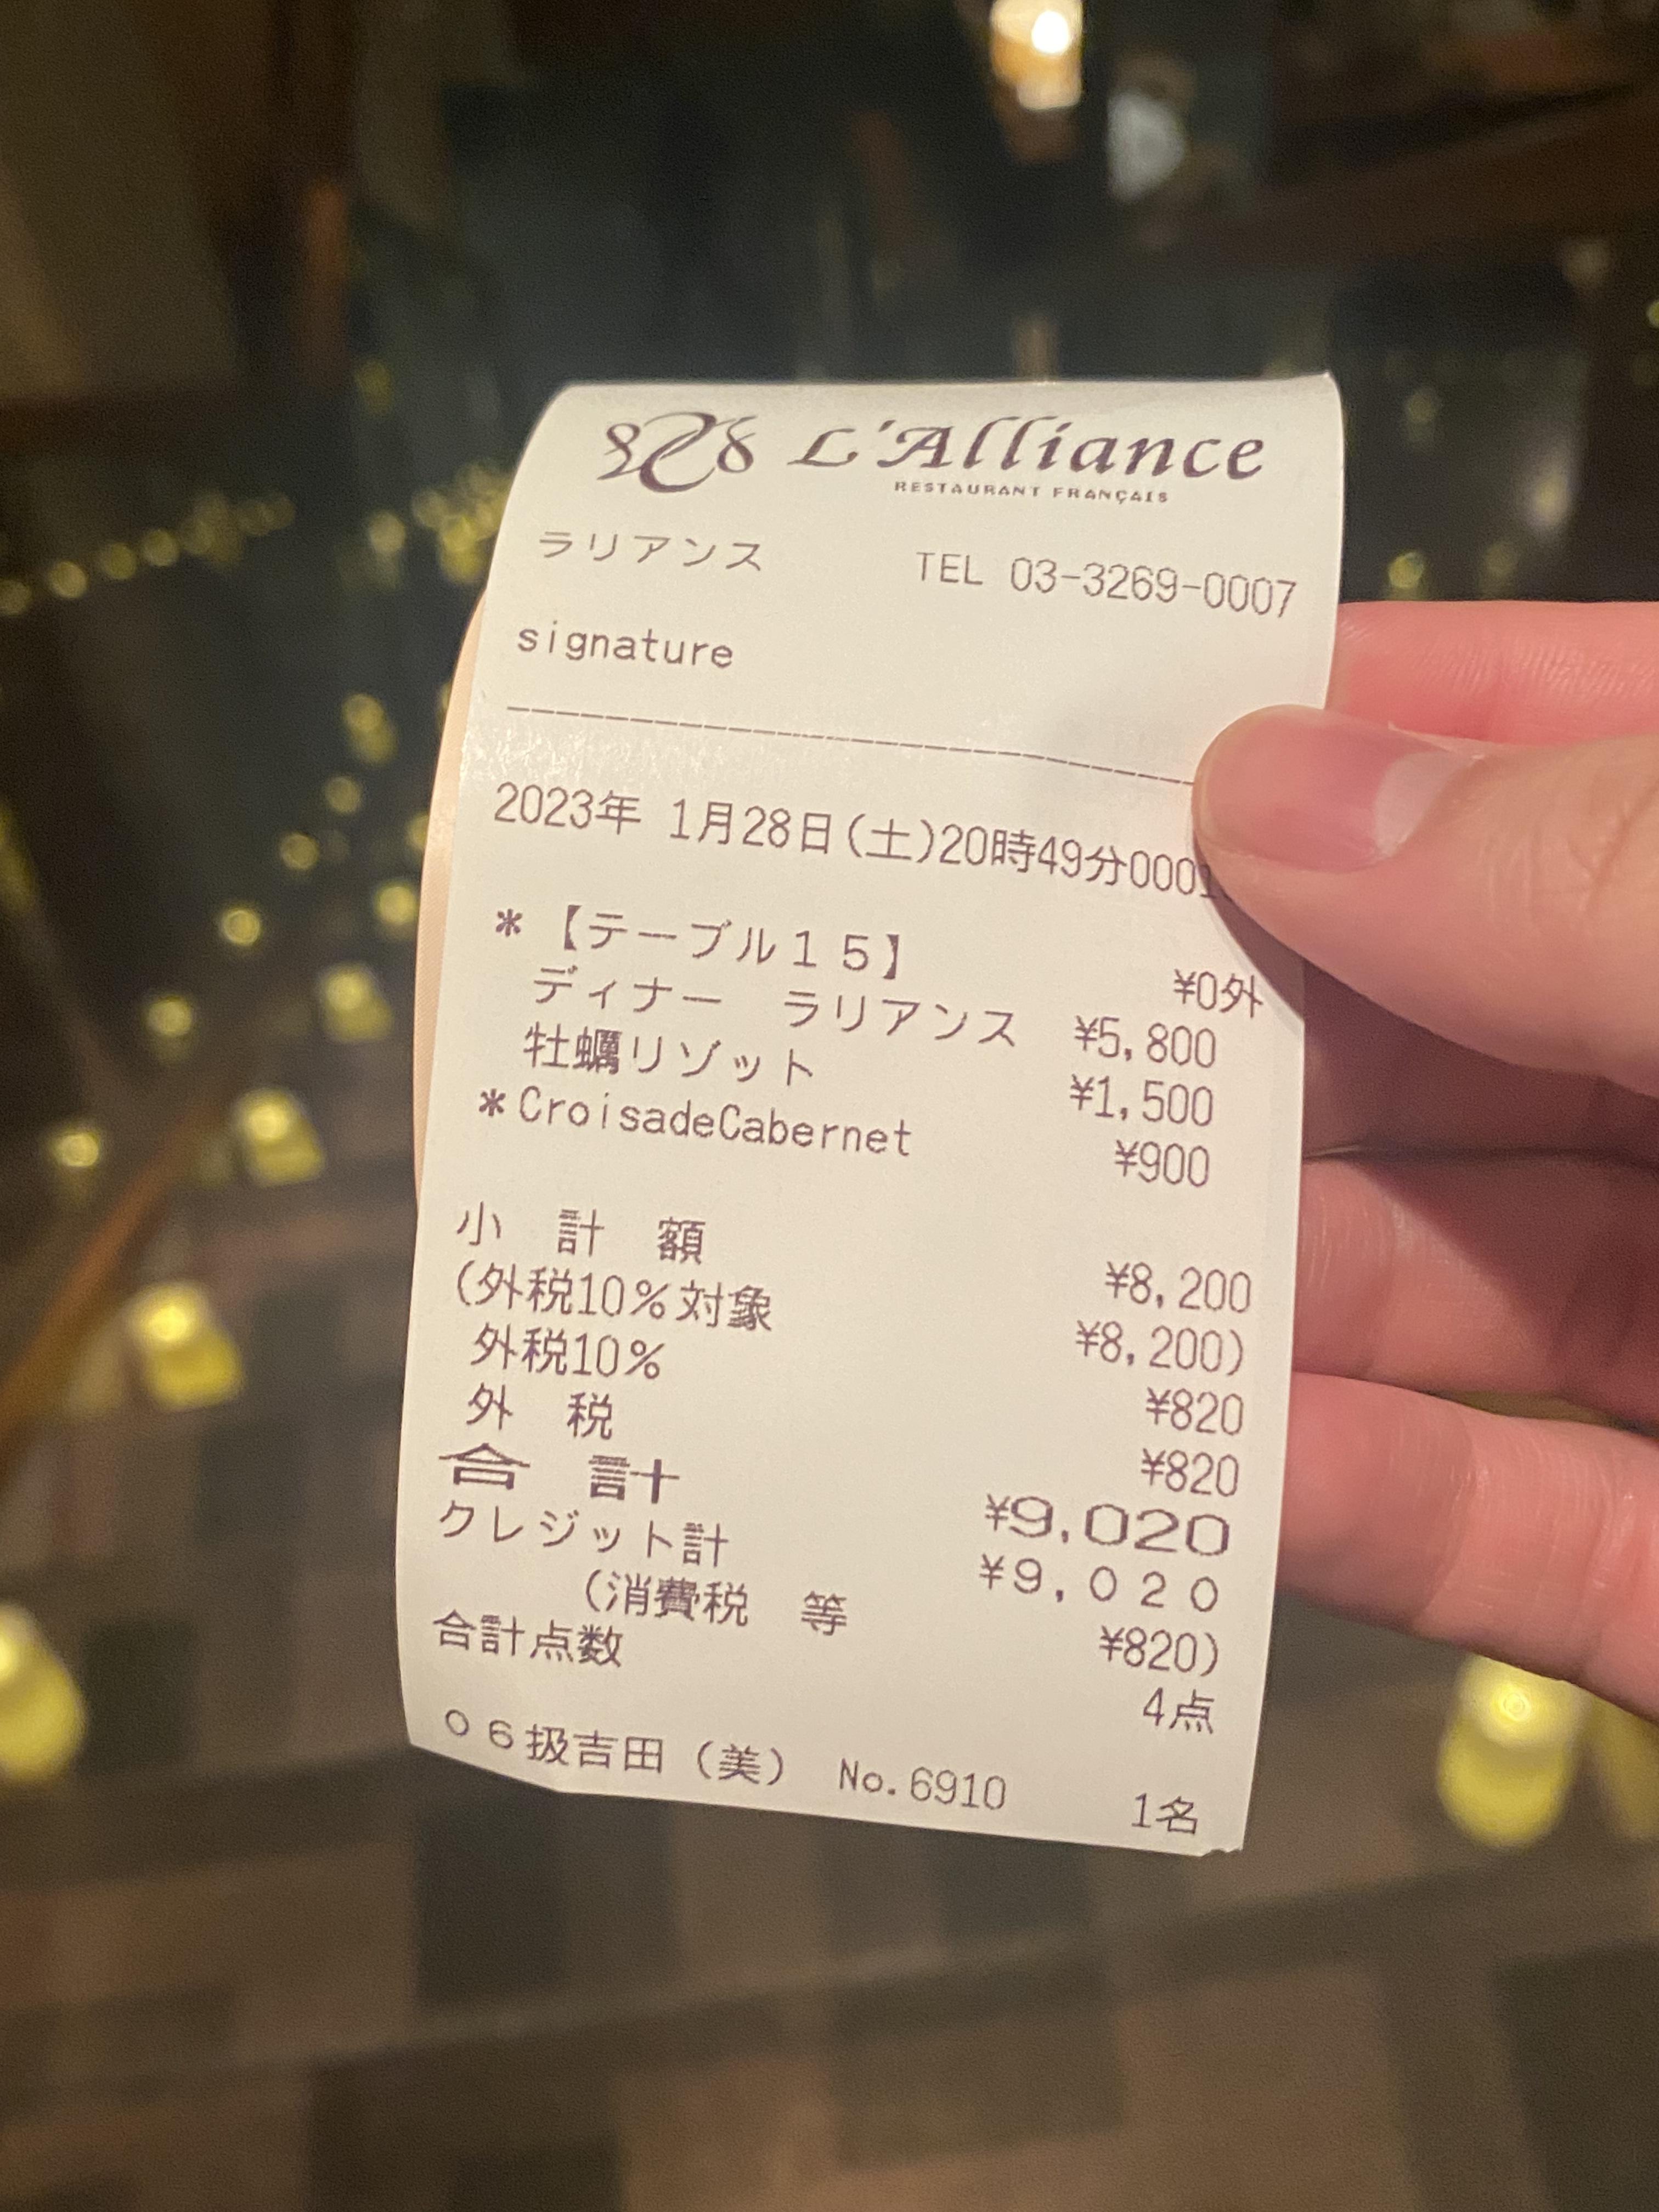 L'Alliance
RESTAURANT FRANÇAIS
ラリアンス TEL 03-3269-0007
signature
2023年 1月28日(土)20時49分0001
*【テーブル15】 ¥0外
ディナー ラリアンス ¥5,800
牡蠣リゾット ¥1,500
*CroisadeCabernet ¥900
小 計 額 ¥8,200
(外税10%対象 ¥8,200)
外税10% ¥820
外 税 ¥820
合 計 ¥9,020
クレジット計 ¥9,020
(消費税 等 ¥820)
合計点数 4点
06扱吉田(美) No.6910 1名